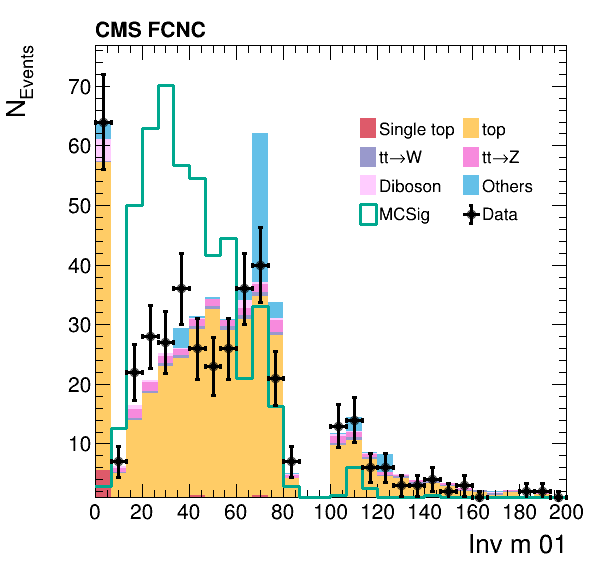 CMS FCNC
N_Events
70
60
50
40
30
20
10
Single top
top
tt→W
tt→Z
Diboson
Others
MCSig
Data
0 20 40 60 80 100 120 140 160 180 200
Inv m 01